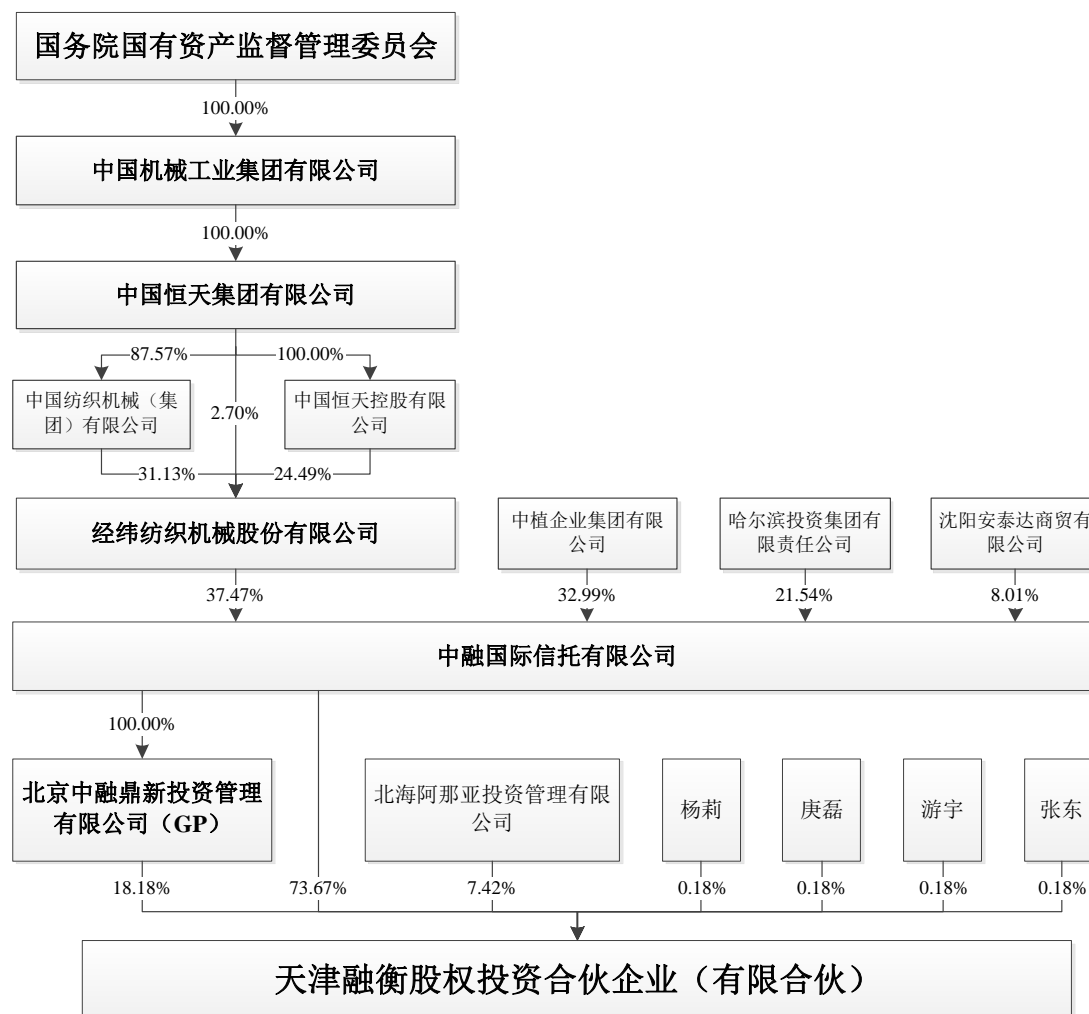 国务院国有资产监督管理委员会
100.00%
中国机械工业集团有限公司
100.00%
中国恒天集团有限公司
87.57%
100.00%
中国纺织机械（集
团）有限公司
2.70%
中国恒天控股有限
公司
31.13%
24.49%
经纬纺织机械股份有限公司
中植企业集团有限
公司
哈尔滨投资集团有
限责任公司
沈阳安泰达商贸有
限公司
37.47%
32.99%
21.54%
8.01%
中融国际信托有限公司
100.00%
北京中融鼎新投资管理
有限公司（GP）
北海阿那亚投资管理有限
公司
杨莉
庚磊
游宇
张东
18.18%
73.67%
7.42%
0.18%
0.18%
0.18%
0.18%
天津融衡股权投资合伙企业（有限合伙）